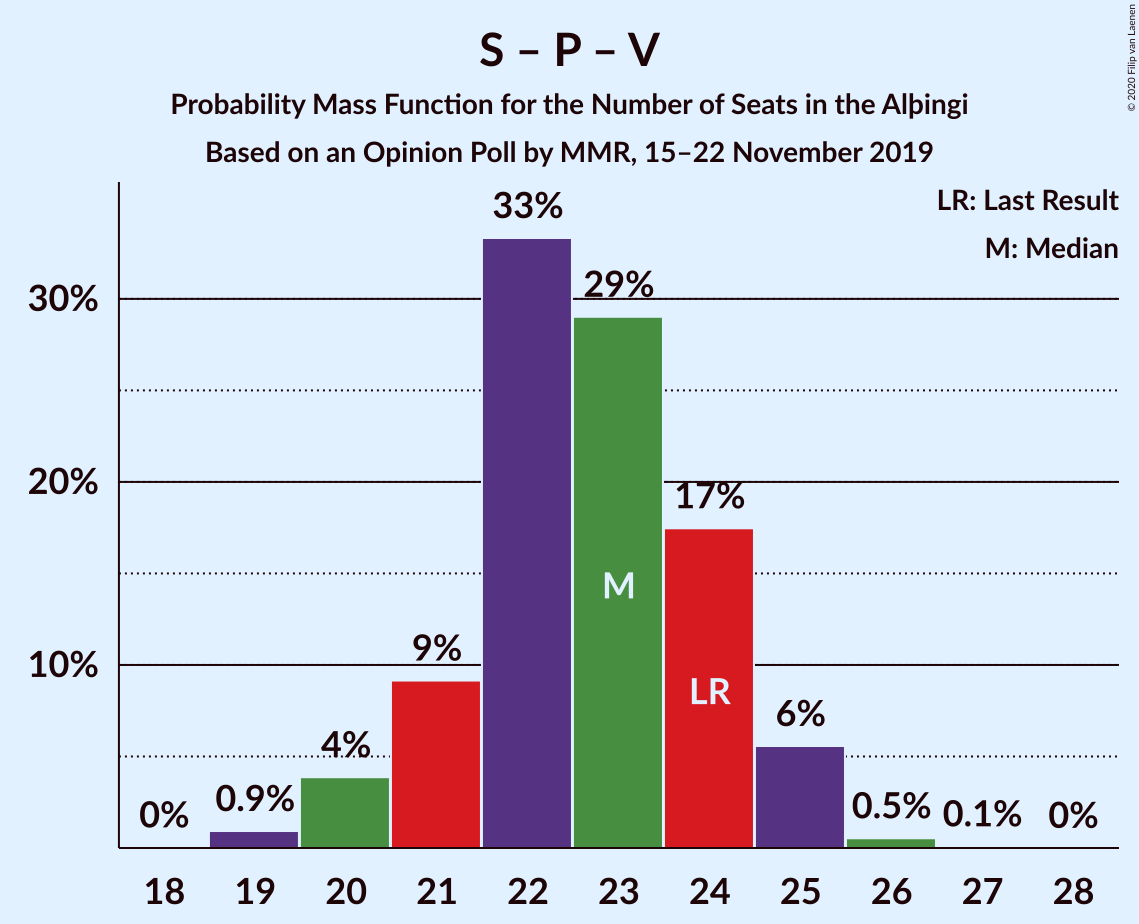 S – P – V
Probability Mass Function for the Number of Seats in the Alþingi
Based on an Opinion Poll by MMR, 15–22 November 2019
© 2020 Filip van Laenen
LR: Last Result
M: Median
33%
29%
30%
20%
17%
M
9%
10%
LR
6%
4%
0%
0.9%
0.5%
0.1%
0%
18 19 20 21 22 23 24 25 26 27 28